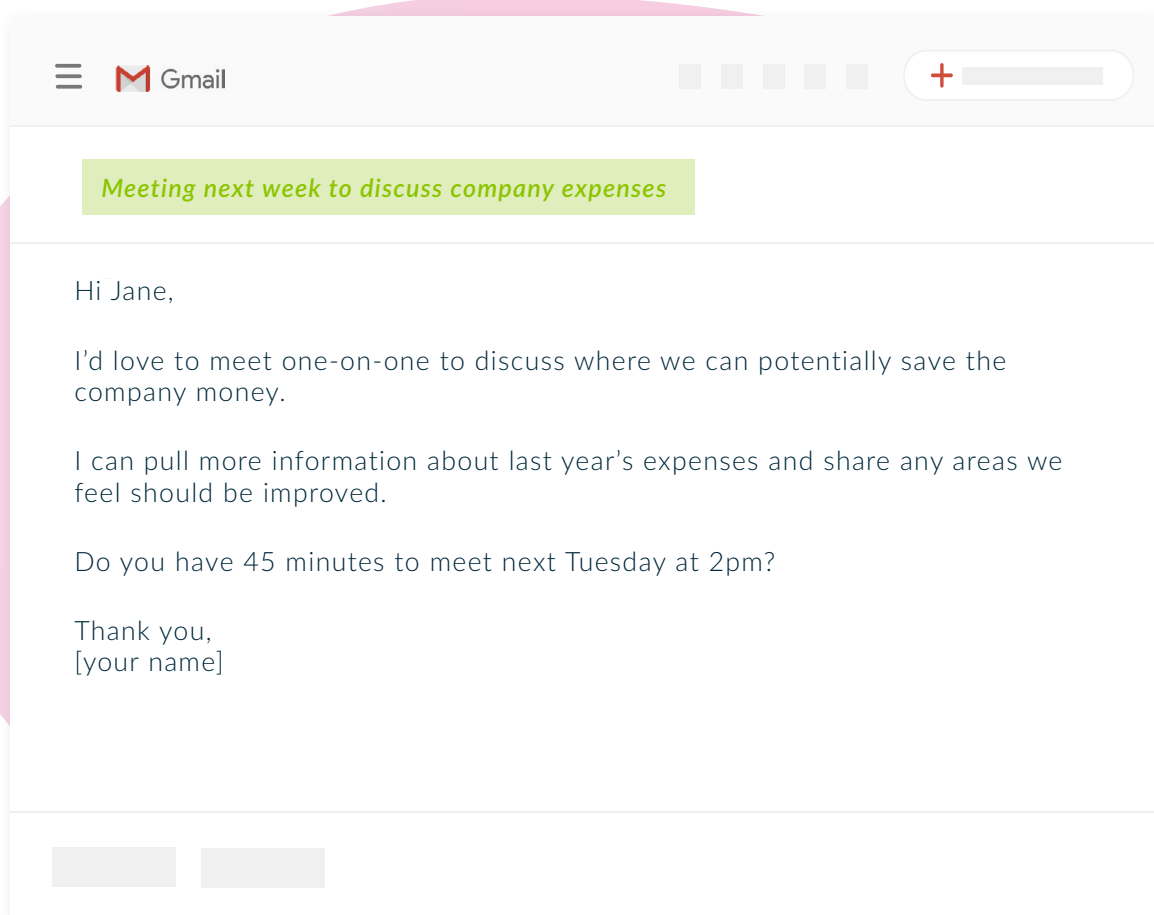 Gmail
Meeting next week to discuss company expenses
Hi Jane,
I’d love to meet one-on-one to discuss where we can potentially save the
company money.
I can pull more information about last year’s expenses and share any areas we
feel should be improved.
Do you have 45 minutes to meet next Tuesday at 2pm?
Thank you,
[your name]